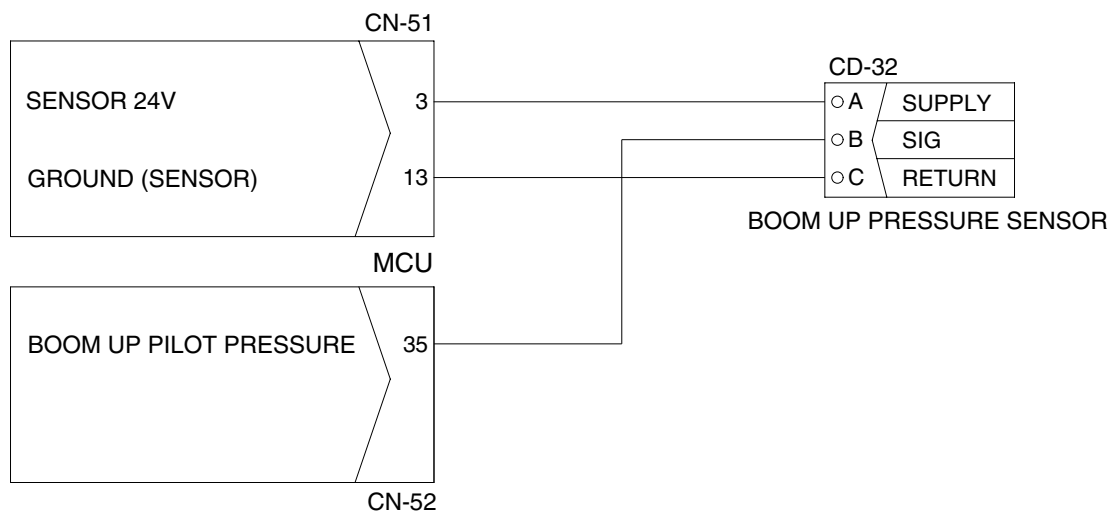 CN-51
SENSOR 24V
3
GROUND (SENSOR)
13
CD-32
A SUPPLY
B SIG
C RETURN
BOOM UP PRESSURE SENSOR
MCU
BOOM UP PILOT PRESSURE
35
CN-52